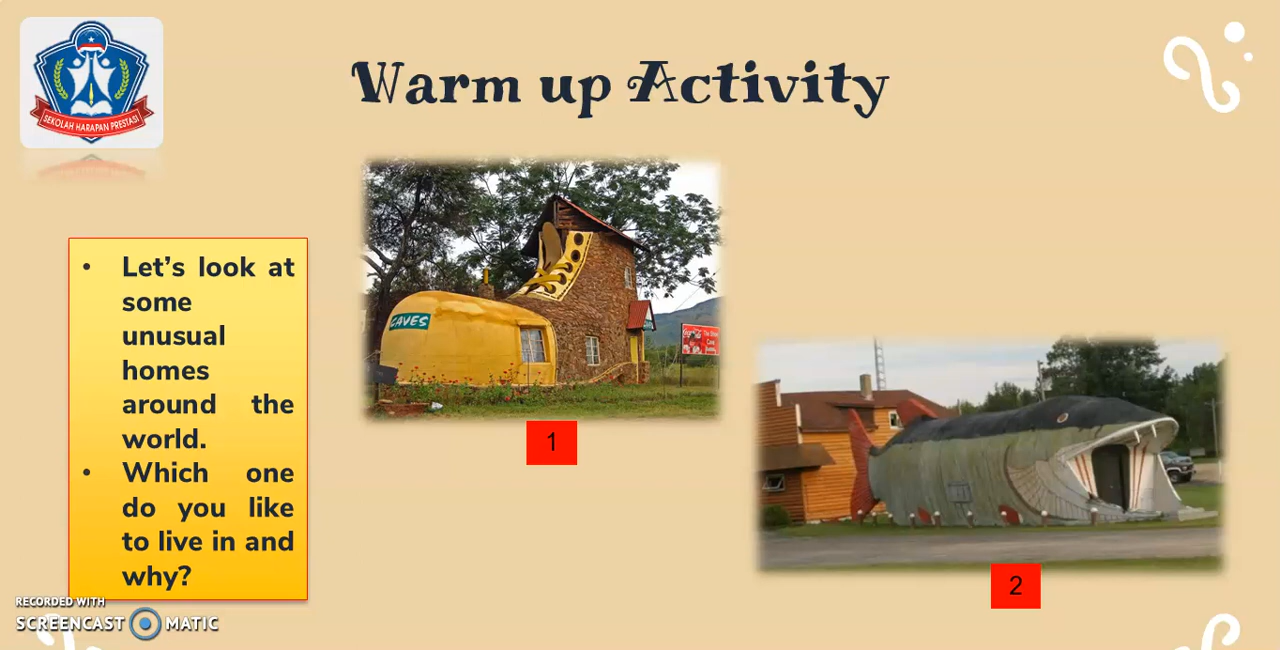 SEKOLAH HARAPAN PRESTASI
Warm up Activity
• Let's look at
some
unusual
homes
around the
world.
• Which one
do you like
to live in and
why?
CAVES
1
2
RECORDED WITH
SCREENCAST MATIC